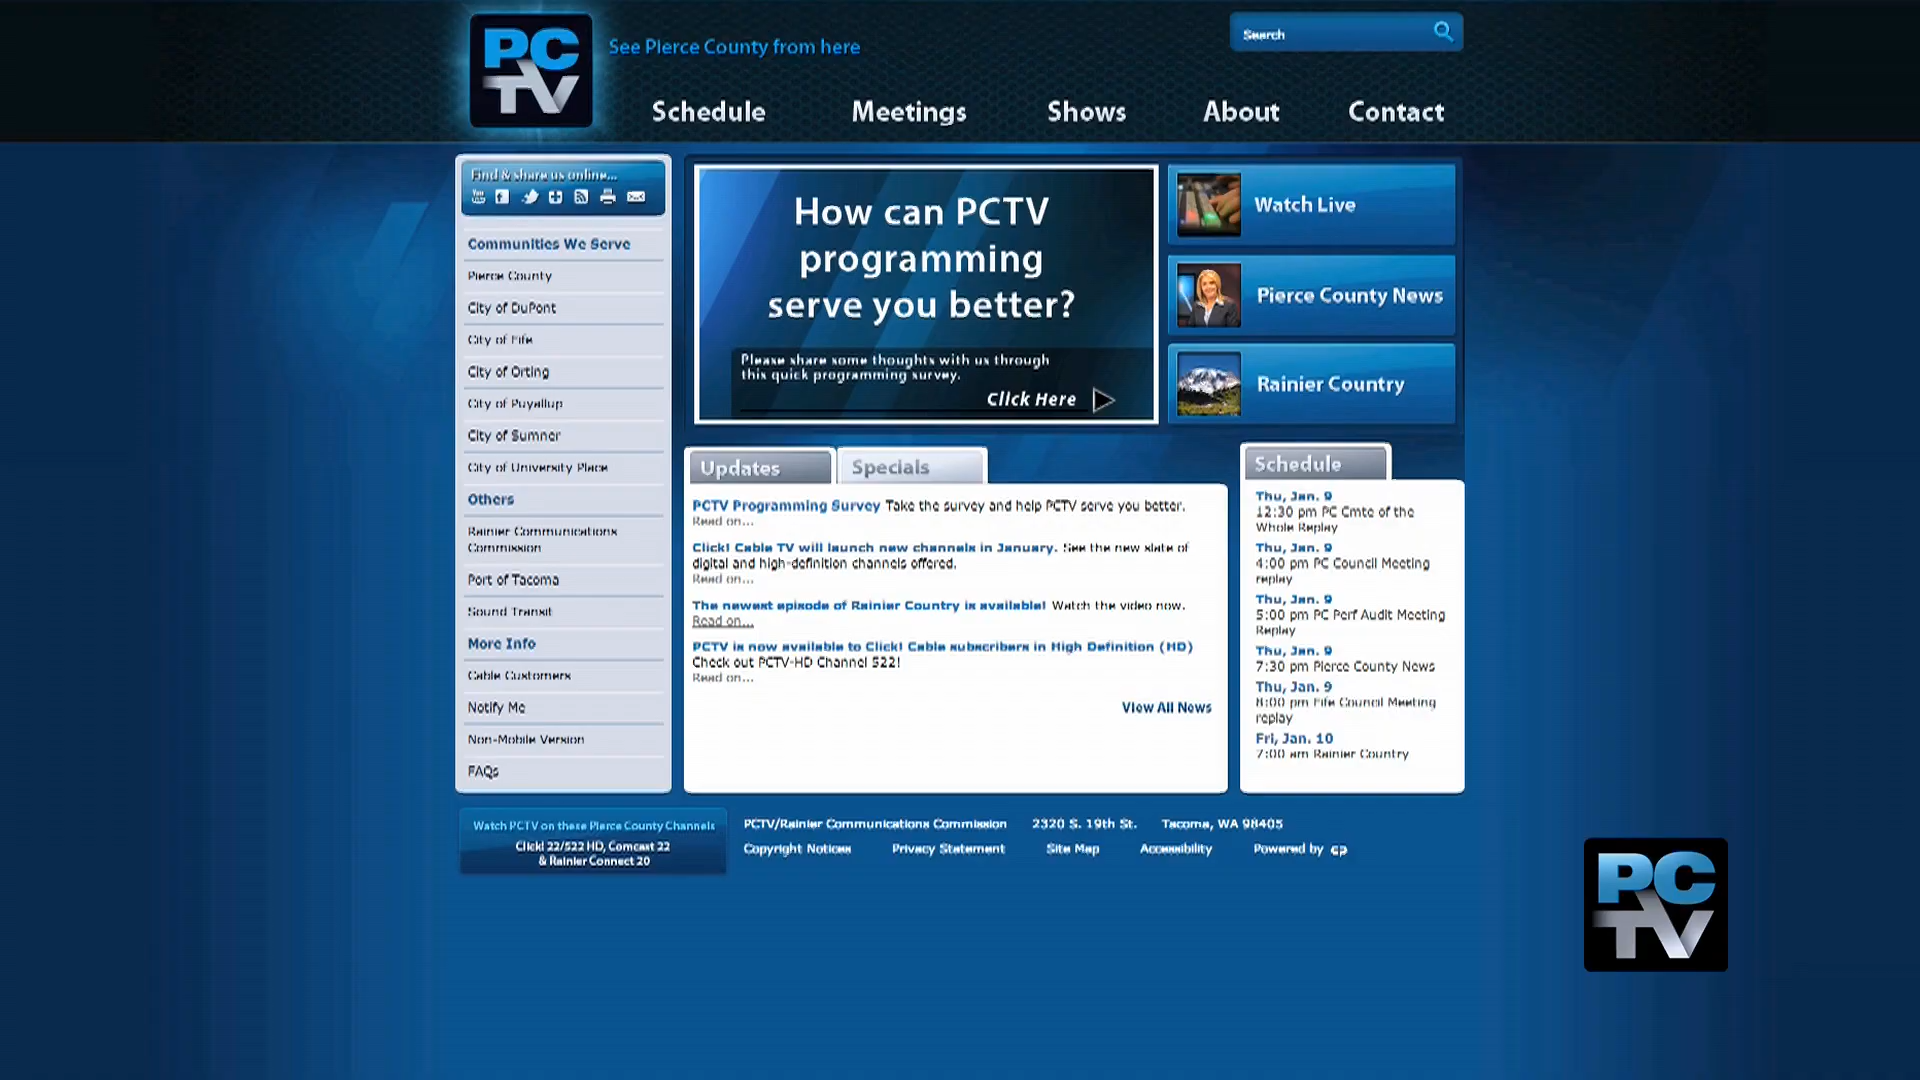 PC
TV
See Pierce County from here
Search
Schedule
Meetings
Shows
About
Contact
Find & share us online...
Communities We Serve
Pierce County
City of DuPont
City of Fife
City of Orting
City of Puyallup
City of Sumner
City of University Place
Others
Rainier Communications
Commission
Port of Tacoma
Sound Transit
More Info
Cable Customers
Notify Me
Non-Mobile Version
FAQs
How can PCTV
programming
serve you better?
Please share some thoughts with us through
this quick programming survey.
Click Here
Watch Live
Pierce County News
Rainier Country
Updates
Specials
PCTV Programming Survey Take the survey and help PCTV serve you better.
Read on...
Click! Cable TV will launch new channels in January. See the new slate of
digital and high-definition channels offered.
Read on...
The newest episode of Rainier Country is available! Watch the video now.
Read on...
PCTV is now available to Click! Cable subscribers in High Definition (HD)
Check out PCTV-HD Channel 522!
Read on...
View All News
Schedule
Thu, Jan. 9
12:30 pm PC Cmte of the
Whole Replay
Thu, Jan. 9
4:00 pm PC Council Meeting
replay
Thu, Jan. 9
5:00 pm PC Perf Audit Meeting
Replay
Thu, Jan. 9
7:30 pm Pierce County News
Thu, Jan. 9
8:00 pm Fife Council Meeting
replay
Fri, Jan. 10
7:00 am Rainier Country
Watch PCTV on these Pierce County Channels
Click! 22/522 HD, Comcast 22
& Rainier Connect 20
PCTV/Rainier Communications Commission 2320 S. 19th St. Tacoma, WA 98405
Copyright Notices Privacy Statement Site Map Accessibility Powered by CP
PC
TV